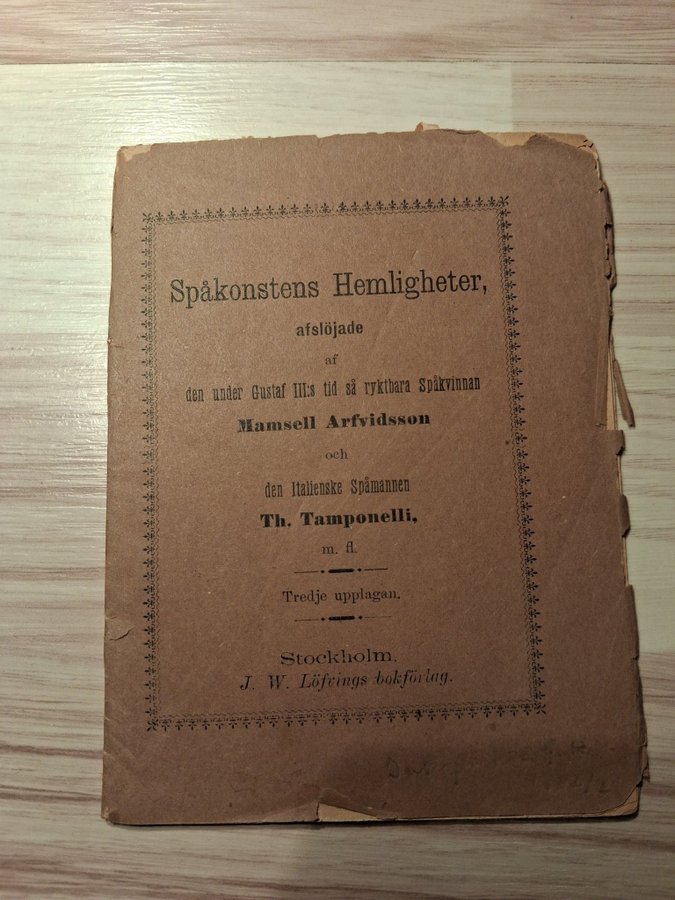 Spåkonstens Hemligheter,
afslöjade
af
den under Gustaf III:s tid så ryktbara Spåkvinnan
Mamsell Arfvidsson
och
den Italienske Spåmannen
Th. Tamponelli,
m. fl.
Tredje upplagan.
Stockholm,
J. W. Löfvings bokförlag.